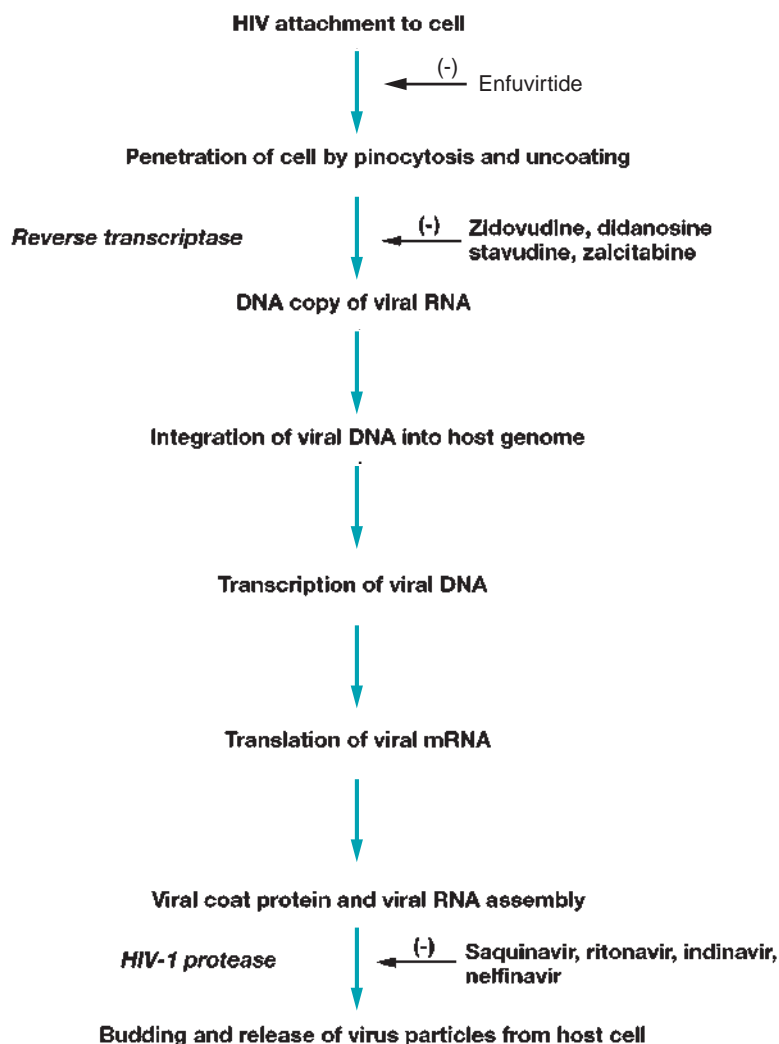 HIV attachment to cell
(-)
Enfuvirtide
Penetration of cell by pinocytosis and uncoating
Reverse transcriptase
(-)
Zidovudine, didanosine
stavudine, zalcitabine
DNA copy of viral RNA
Integration of viral DNA into host genome
Transcription of viral DNA
Translation of viral mRNA
Viral coat protein and viral RNA assembly
HIV-1 protease
(-)
Saquinavir, ritonavir, indinavir,
nelfinavir
Budding and release of virus particles from host cell